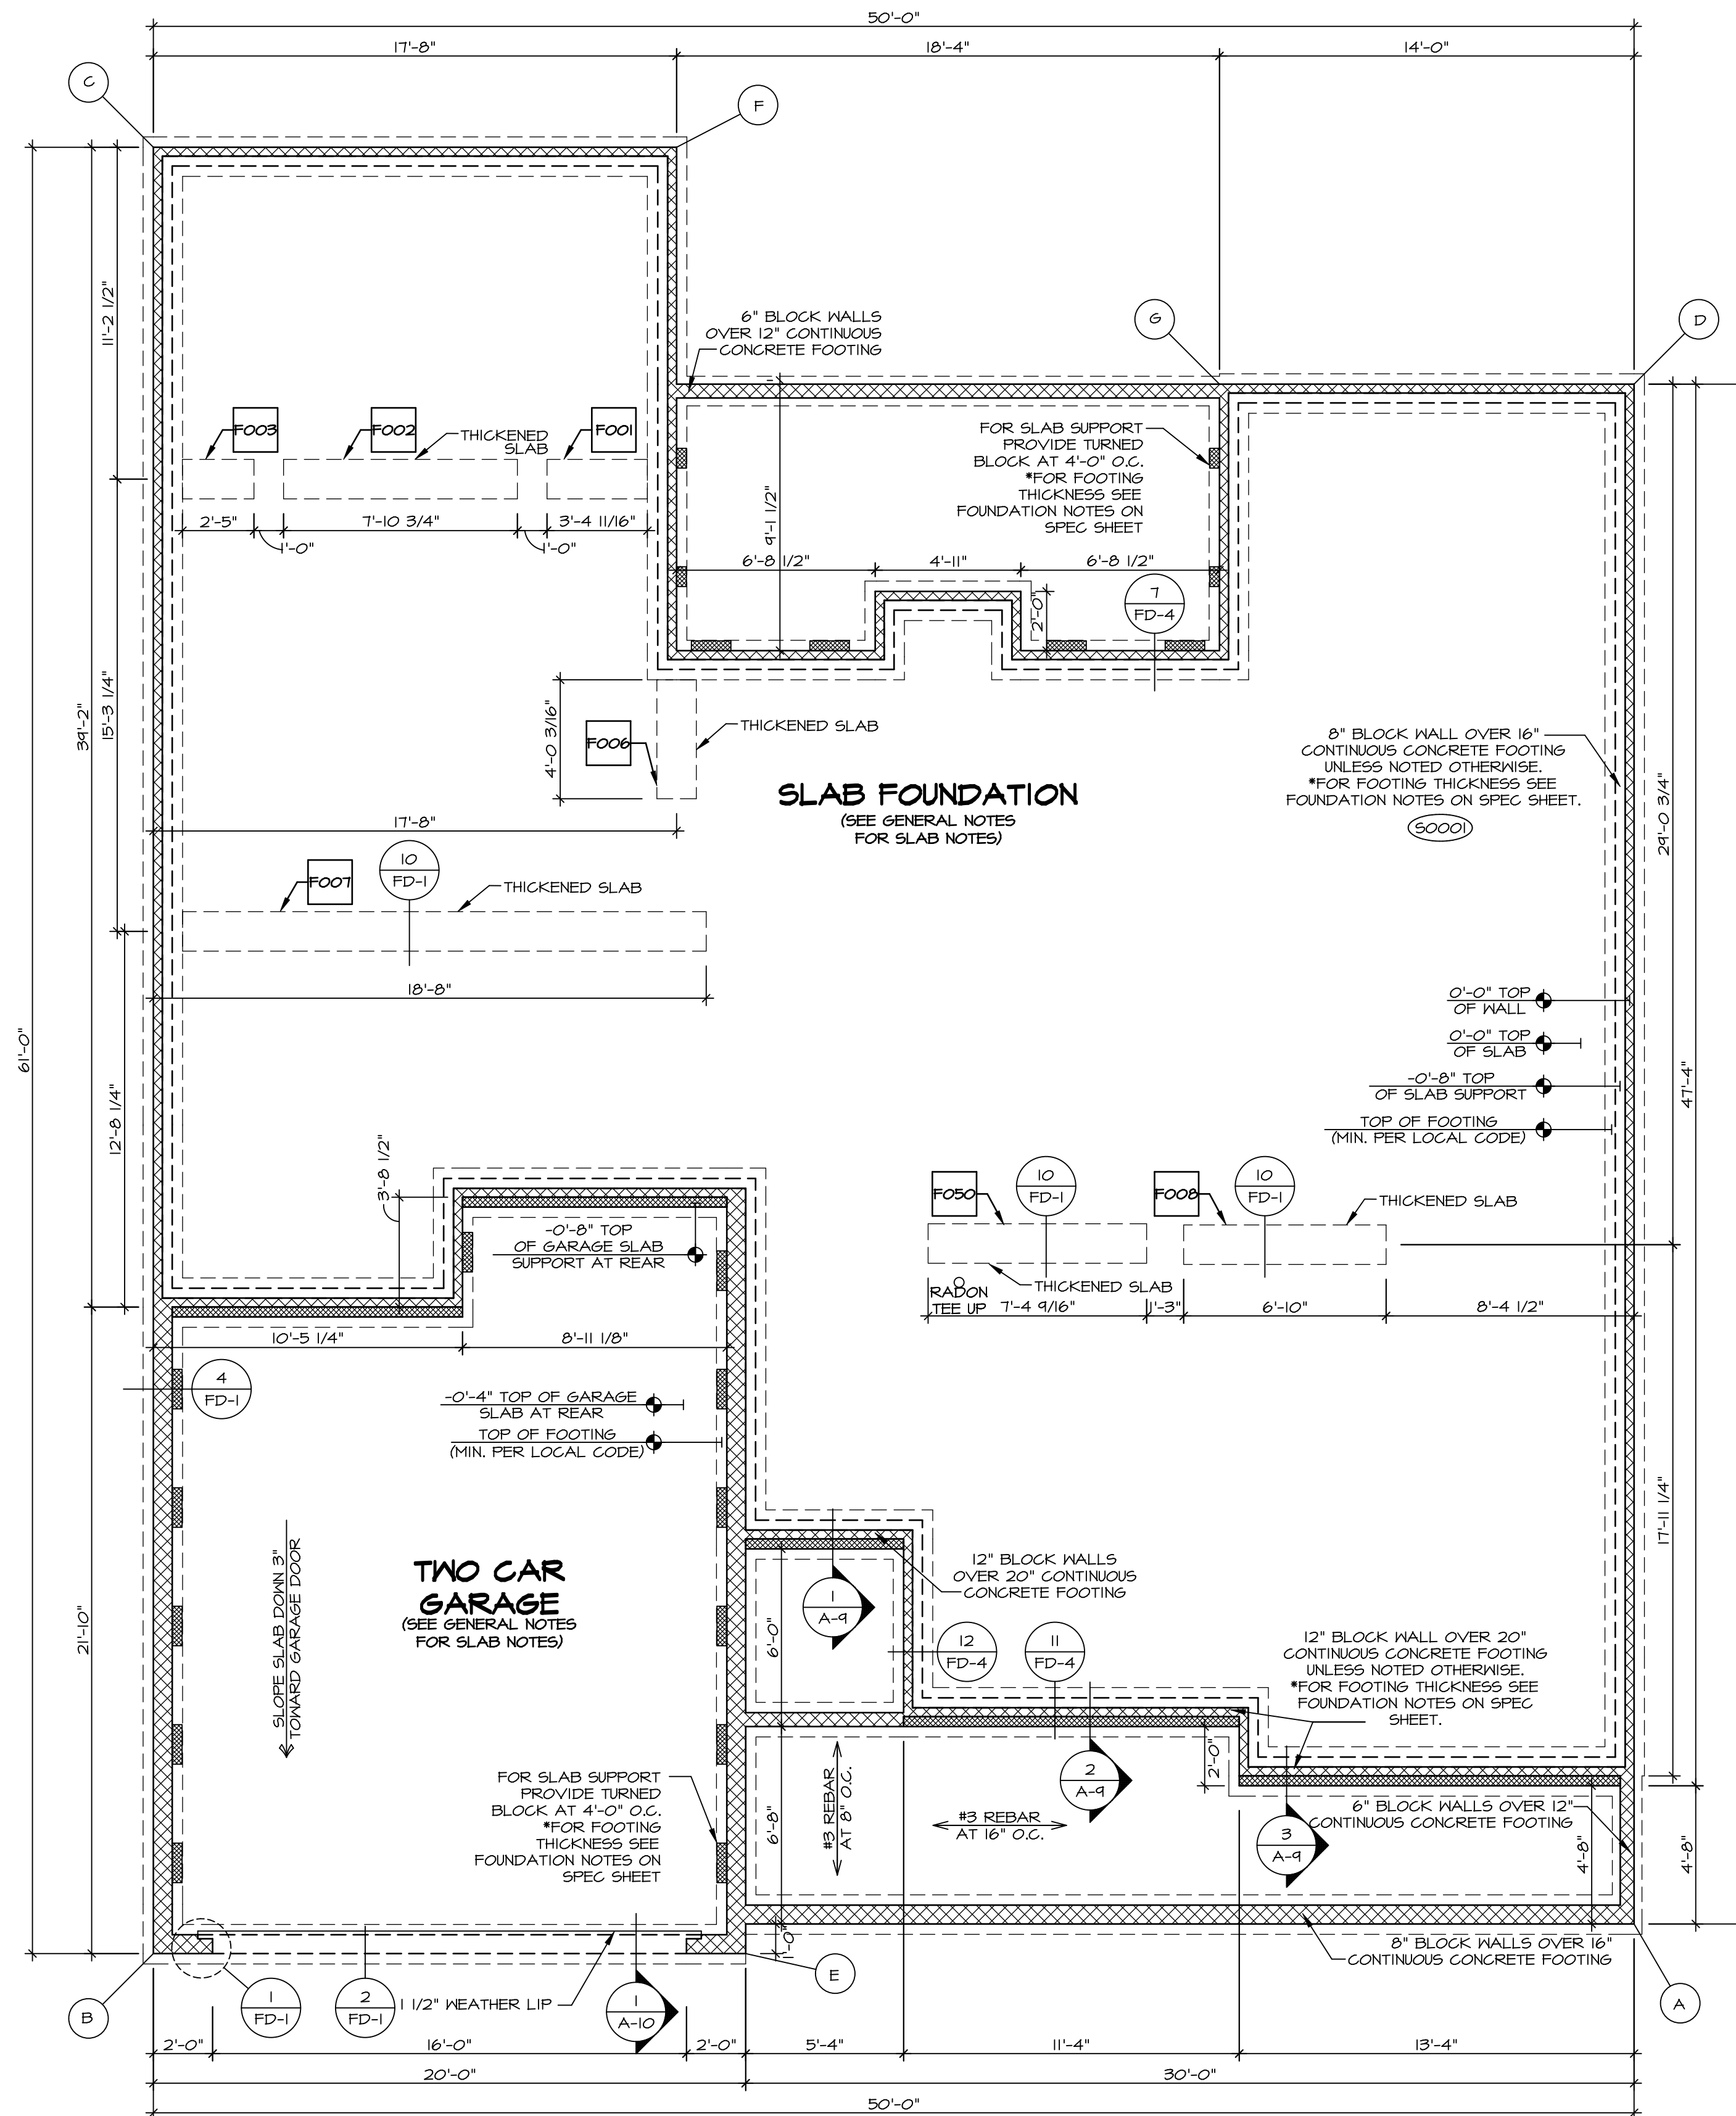 50'-0"
17'-8"
18'-4"
14'-0"
C
F
G
D
6" BLOCK WALLS
OVER 12" CONTINUOUS
CONCRETE FOOTING
11'-2 1/2"
F003
F002
THICKENED
SLAB
F001
FOR SLAB SUPPORT
PROVIDE TURNED
BLOCK AT 4'-0" O.C.
*FOR FOOTING
THICKNESS SEE
FOUNDATION NOTES ON
SPEC SHEET
9'-1 1/2"
2'-5"
7'-10 3/4"
3'-4 11/16"
1'-0"
1'-0"
6'-8 1/2"
4'-11"
6'-8 1/2"
2'-0"
7
FD-4
15'-3 1/4"
39'-2"
4'-0 3/16"
F006
THICKENED SLAB
SLAB FOUNDATION
(SEE GENERAL NOTES
FOR SLAB NOTES)
8" BLOCK WALL OVER 16"
CONTINUOUS CONCRETE FOOTING
UNLESS NOTED OTHERWISE.
*FOR FOOTING THICKNESS SEE
FOUNDATION NOTES ON SPEC SHEET.
S0001
29'-0 3/4"
17'-8"
F007
10
FD-1
THICKENED SLAB
18'-8"
61'-0"
0'-0" TOP
OF WALL
0'-0" TOP
OF SLAB
-0'-8" TOP
OF SLAB SUPPORT
TOP OF FOOTING
(MIN. PER LOCAL CODE)
47'-4"
12'-8 1/4"
3'-8 1/2"
-0'-8" TOP
OF GARAGE SLAB
SUPPORT AT REAR
F050
10
FD-1
F008
10
FD-1
THICKENED SLAB
THICKENED SLAB
RADON
TEE UP
7'-4 9/16"
1'-3"
6'-10"
8'-4 1/2"
10'-5 1/4"
8'-11 1/8"
4
FD-1
-0'-4" TOP OF GARAGE
SLAB AT REAR
TOP OF FOOTING
(MIN. PER LOCAL CODE)
17'-11 1/4"
SLOPE SLAB DOWN 3"
TOWARD GARAGE DOOR
TWO CAR
GARAGE
(SEE GENERAL NOTES
FOR SLAB NOTES)
12" BLOCK WALLS
OVER 20" CONTINUOUS
CONCRETE FOOTING
1
A-9
6'-0"
12
FD-4
11
FD-4
12" BLOCK WALL OVER 20"
CONTINUOUS CONCRETE FOOTING
UNLESS NOTED OTHERWISE.
*FOR FOOTING THICKNESS SEE
FOUNDATION NOTES ON SPEC
SHEET.
21'-10"
2'-0"
FOR SLAB SUPPORT
PROVIDE TURNED
BLOCK AT 4'-0" O.C.
*FOR FOOTING
THICKNESS SEE
FOUNDATION NOTES ON
SPEC SHEET
6'-8"
#3 REBAR
AT 8" O.C.
2
A-9
#3 REBAR
AT 16" O.C.
3
A-9
6" BLOCK WALLS OVER 12"
CONTINUOUS CONCRETE FOOTING
4'-8"
4'-8"
1'-0"
8" BLOCK WALLS OVER 16"
CONTINUOUS CONCRETE FOOTING
E
B
1
FD-1
2
FD-1
1 1/2" WEATHER LIP
1
A-10
A
2'-0"
16'-0"
2'-0"
5'-4"
11'-4"
13'-4"
20'-0"
30'-0"
50'-0"